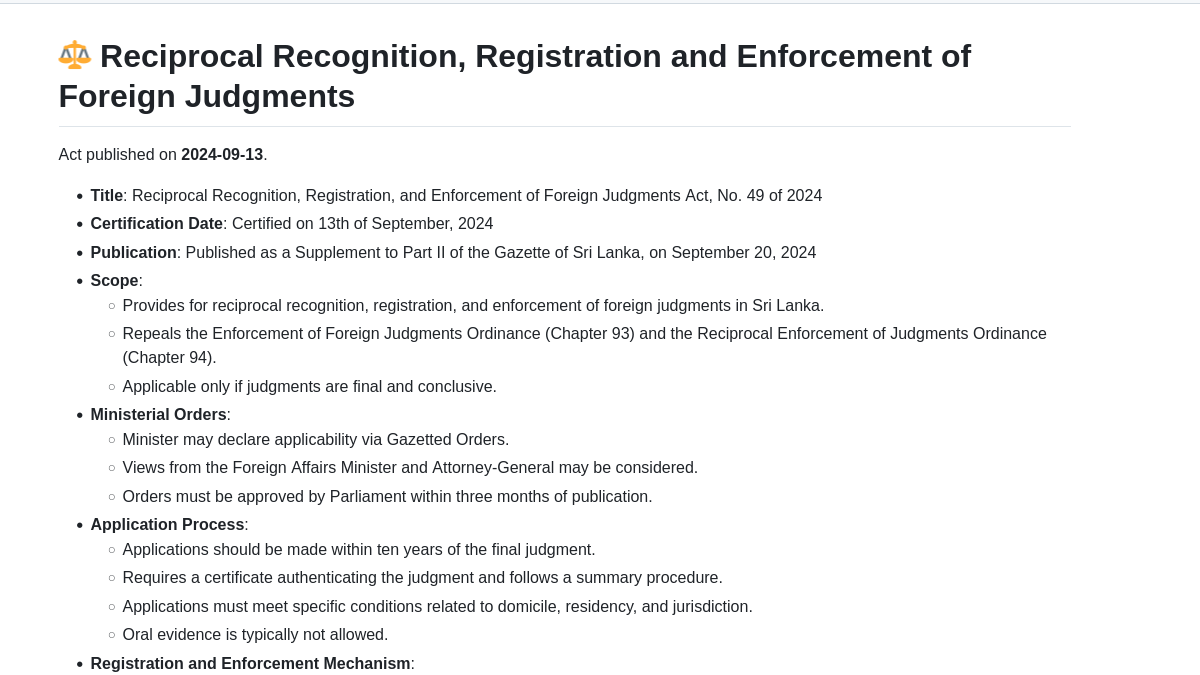 ⚖️ Reciprocal Recognition, Registration and Enforcement of
Foreign Judgments
Act published on 2024-09-13.
• Title: Reciprocal Recognition, Registration, and Enforcement of Foreign Judgments Act, No. 49 of 2024
• Certification Date: Certified on 13th of September, 2024
• Publication: Published as a Supplement to Part II of the Gazette of Sri Lanka, on September 20, 2024
• Scope:
○ Provides for reciprocal recognition, registration, and enforcement of foreign judgments in Sri Lanka.
○ Repeals the Enforcement of Foreign Judgments Ordinance (Chapter 93) and the Reciprocal Enforcement of Judgments Ordinance
(Chapter 94).
○ Applicable only if judgments are final and conclusive.
• Ministerial Orders:
○ Minister may declare applicability via Gazetted Orders.
○ Views from the Foreign Affairs Minister and Attorney-General may be considered.
○ Orders must be approved by Parliament within three months of publication.
• Application Process:
○ Applications should be made within ten years of the final judgment.
○ Requires a certificate authenticating the judgment and follows a summary procedure.
○ Applications must meet specific conditions related to domicile, residency, and jurisdiction.
○ Oral evidence is typically not allowed.
• Registration and Enforcement Mechanism: